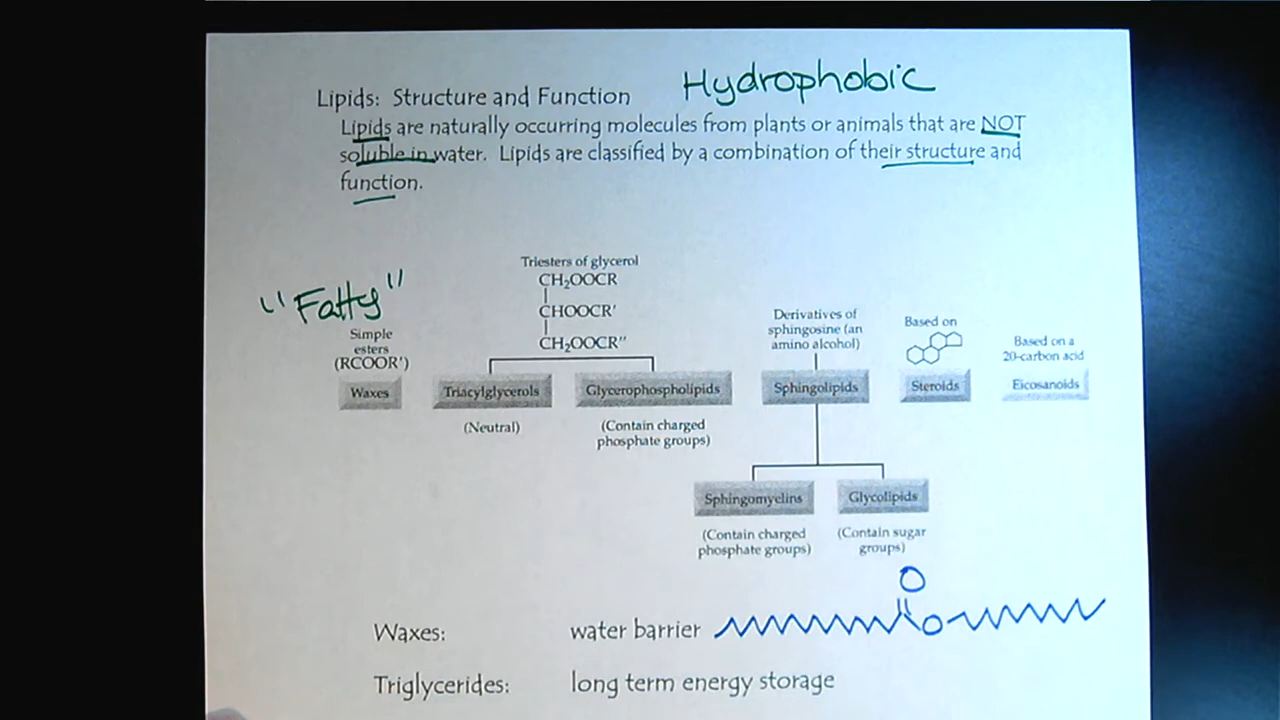 Hydrophobic
Lipids: Structure and Function
Lipids are naturally occurring molecules from plants or animals that are NOT
soluble in water. Lipids are classified by a combination of their structure and
function.
"Fatty"
Simple
esters
(RCOOR')
Waxes
Triesters of glycerol
CH₂OOCR
CHOOCR'
CH₂OOCR"
Triacylglycerols
(Neutral)
Glycerophospholipids
(Contain charged
phosphate groups)
Derivatives of
sphingosine (an
amino alcohol)
Sphingolipids
Based on
Steroids
Based on a
20-carbon acid
Eicosanoids
Sphingomyelins
(Contain charged
phosphate groups)
Glycolipids
(Contain sugar
groups)
O
Waxes: water barrier O
Triglycerides: long term energy storage